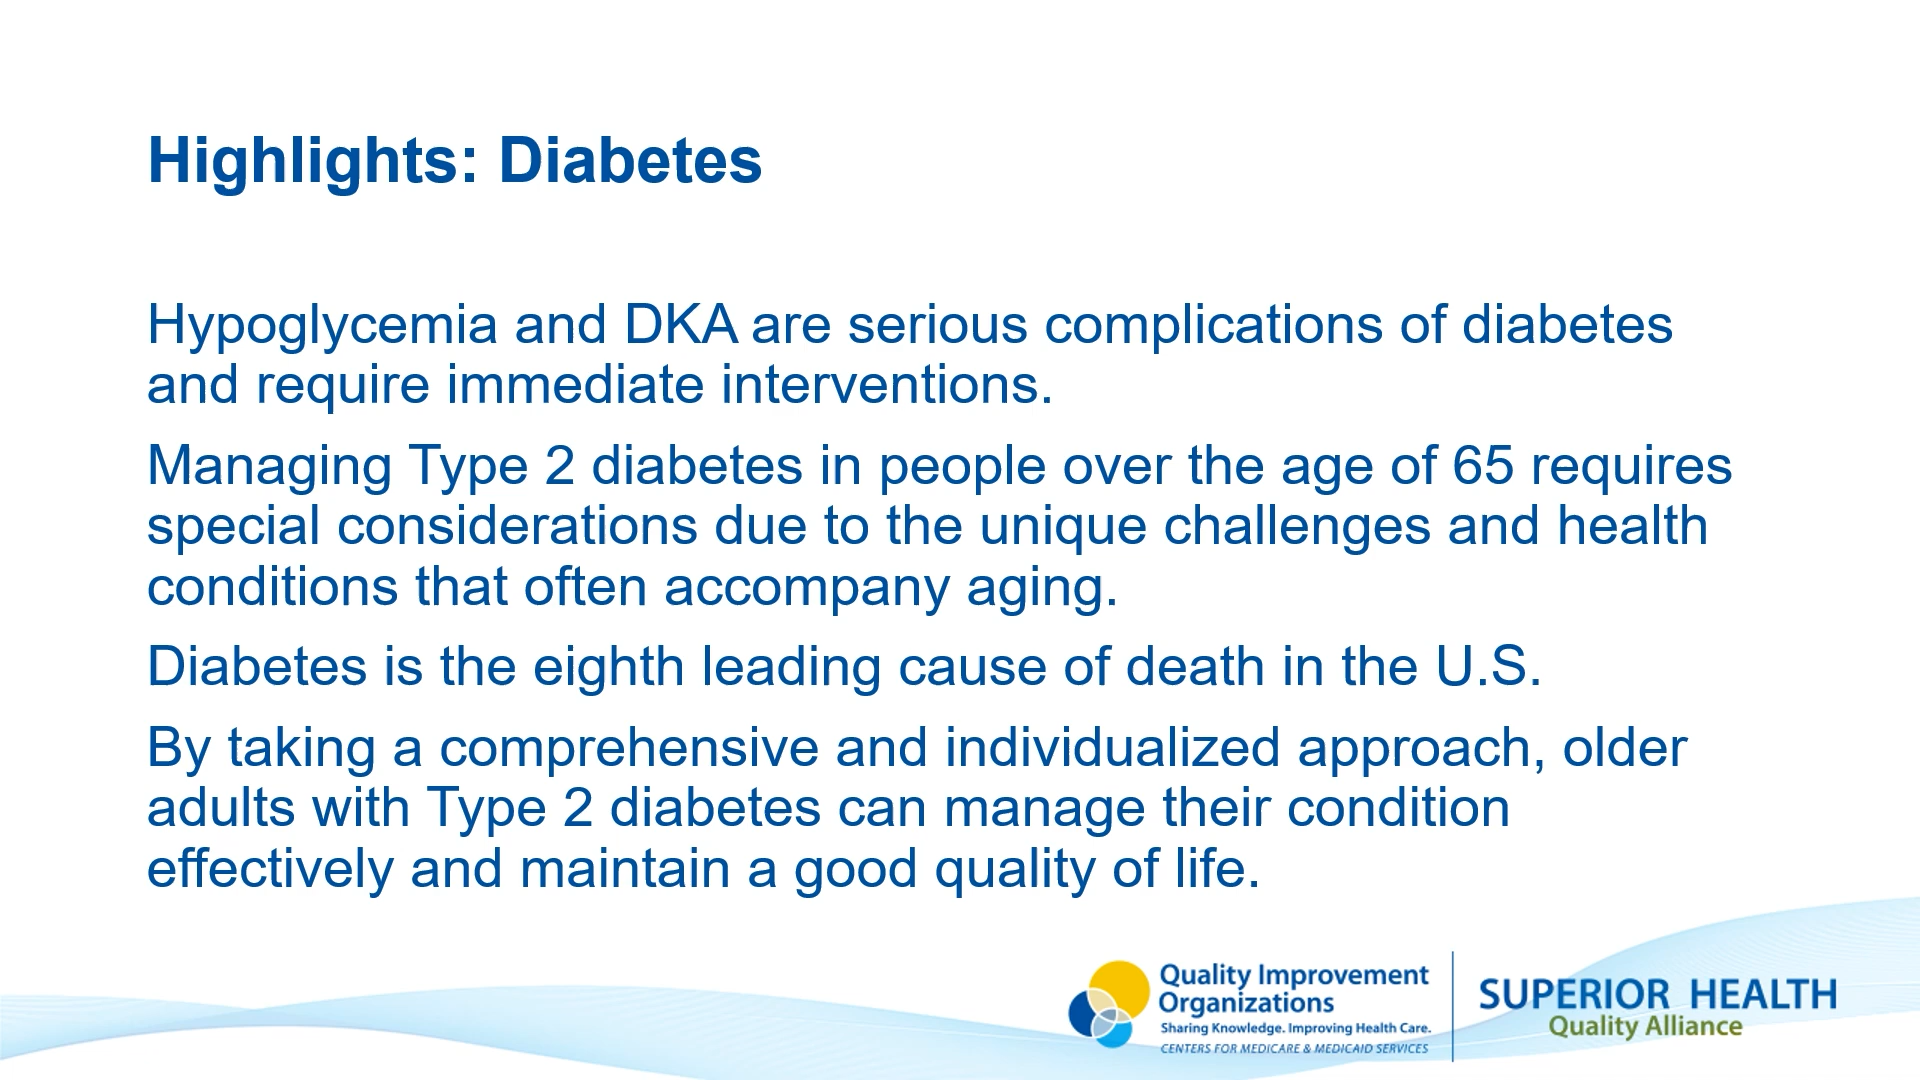 Highlights: Diabetes
Hypoglycemia and DKA are serious complications of diabetes
and require immediate interventions.
Managing Type 2 diabetes in people over the age of 65 requires
special considerations due to the unique challenges and health
conditions that often accompany aging.
Diabetes is the eighth leading cause of death in the U.S.
By taking a comprehensive and individualized approach, older
adults with Type 2 diabetes can manage their condition
effectively and maintain a good quality of life.
Quality Improvement
Organizations
Sharing Knowledge. Improving Health Care.
CENTERS FOR MEDICARE & MEDICAID SERVICES
SUPERIOR HEALTH
Quality Alliance